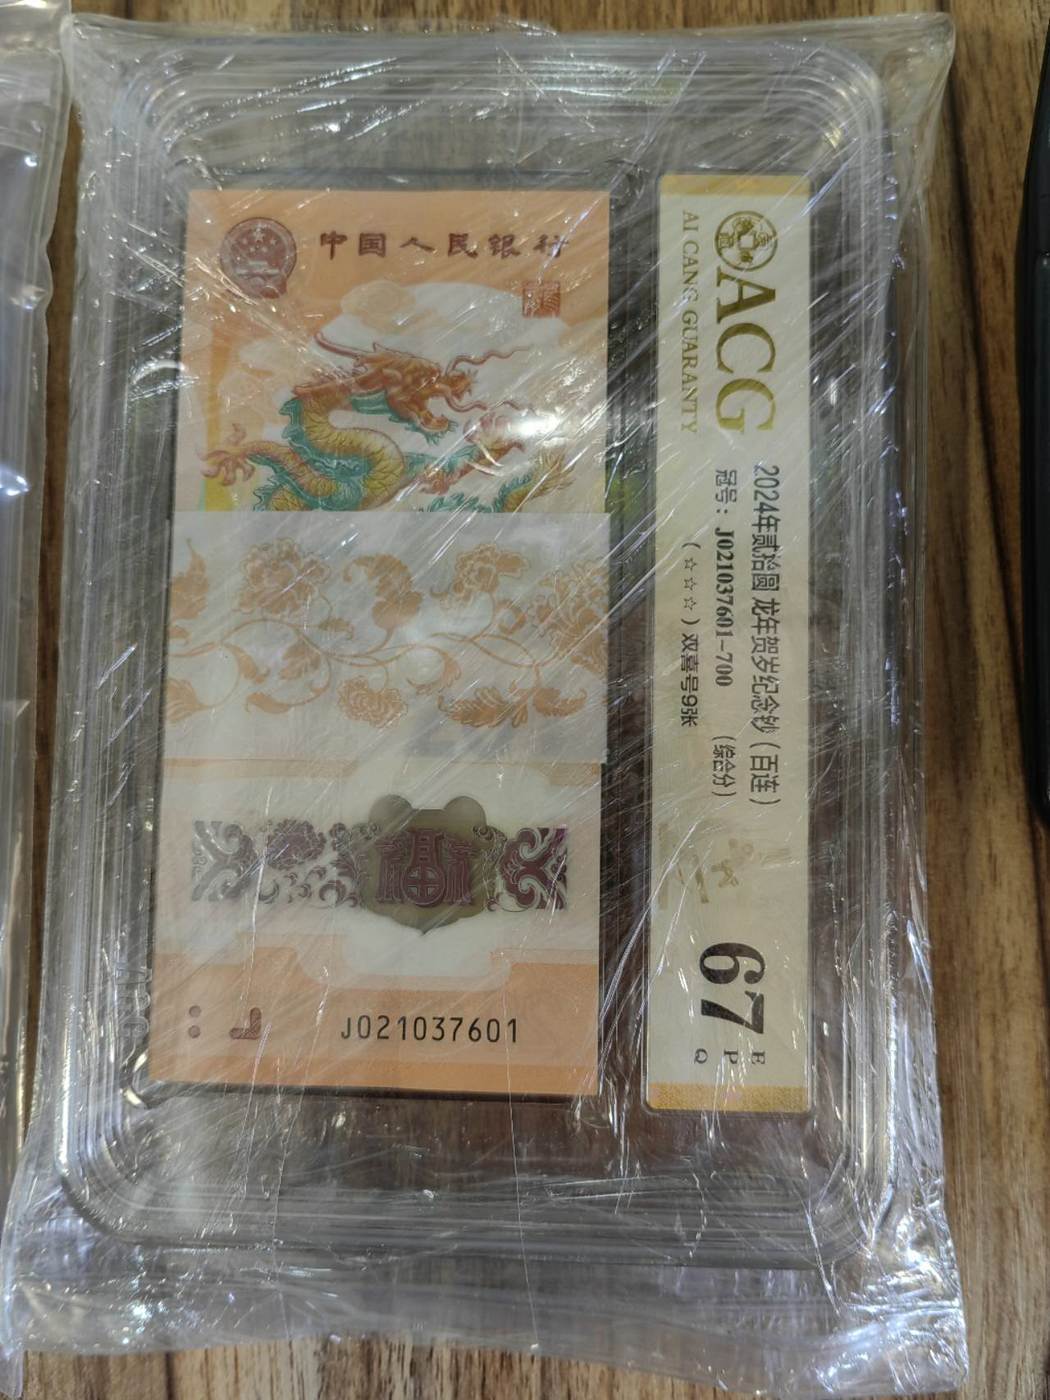 中国人民银行
福
J021037601
ACG
AI CANG GUARANTY
2024年贰拾圆 龙年贺岁纪念钞（百连）
冠号：J021037601-700 （综合分）
（☆☆☆）双喜号9张
67
E
P
Q